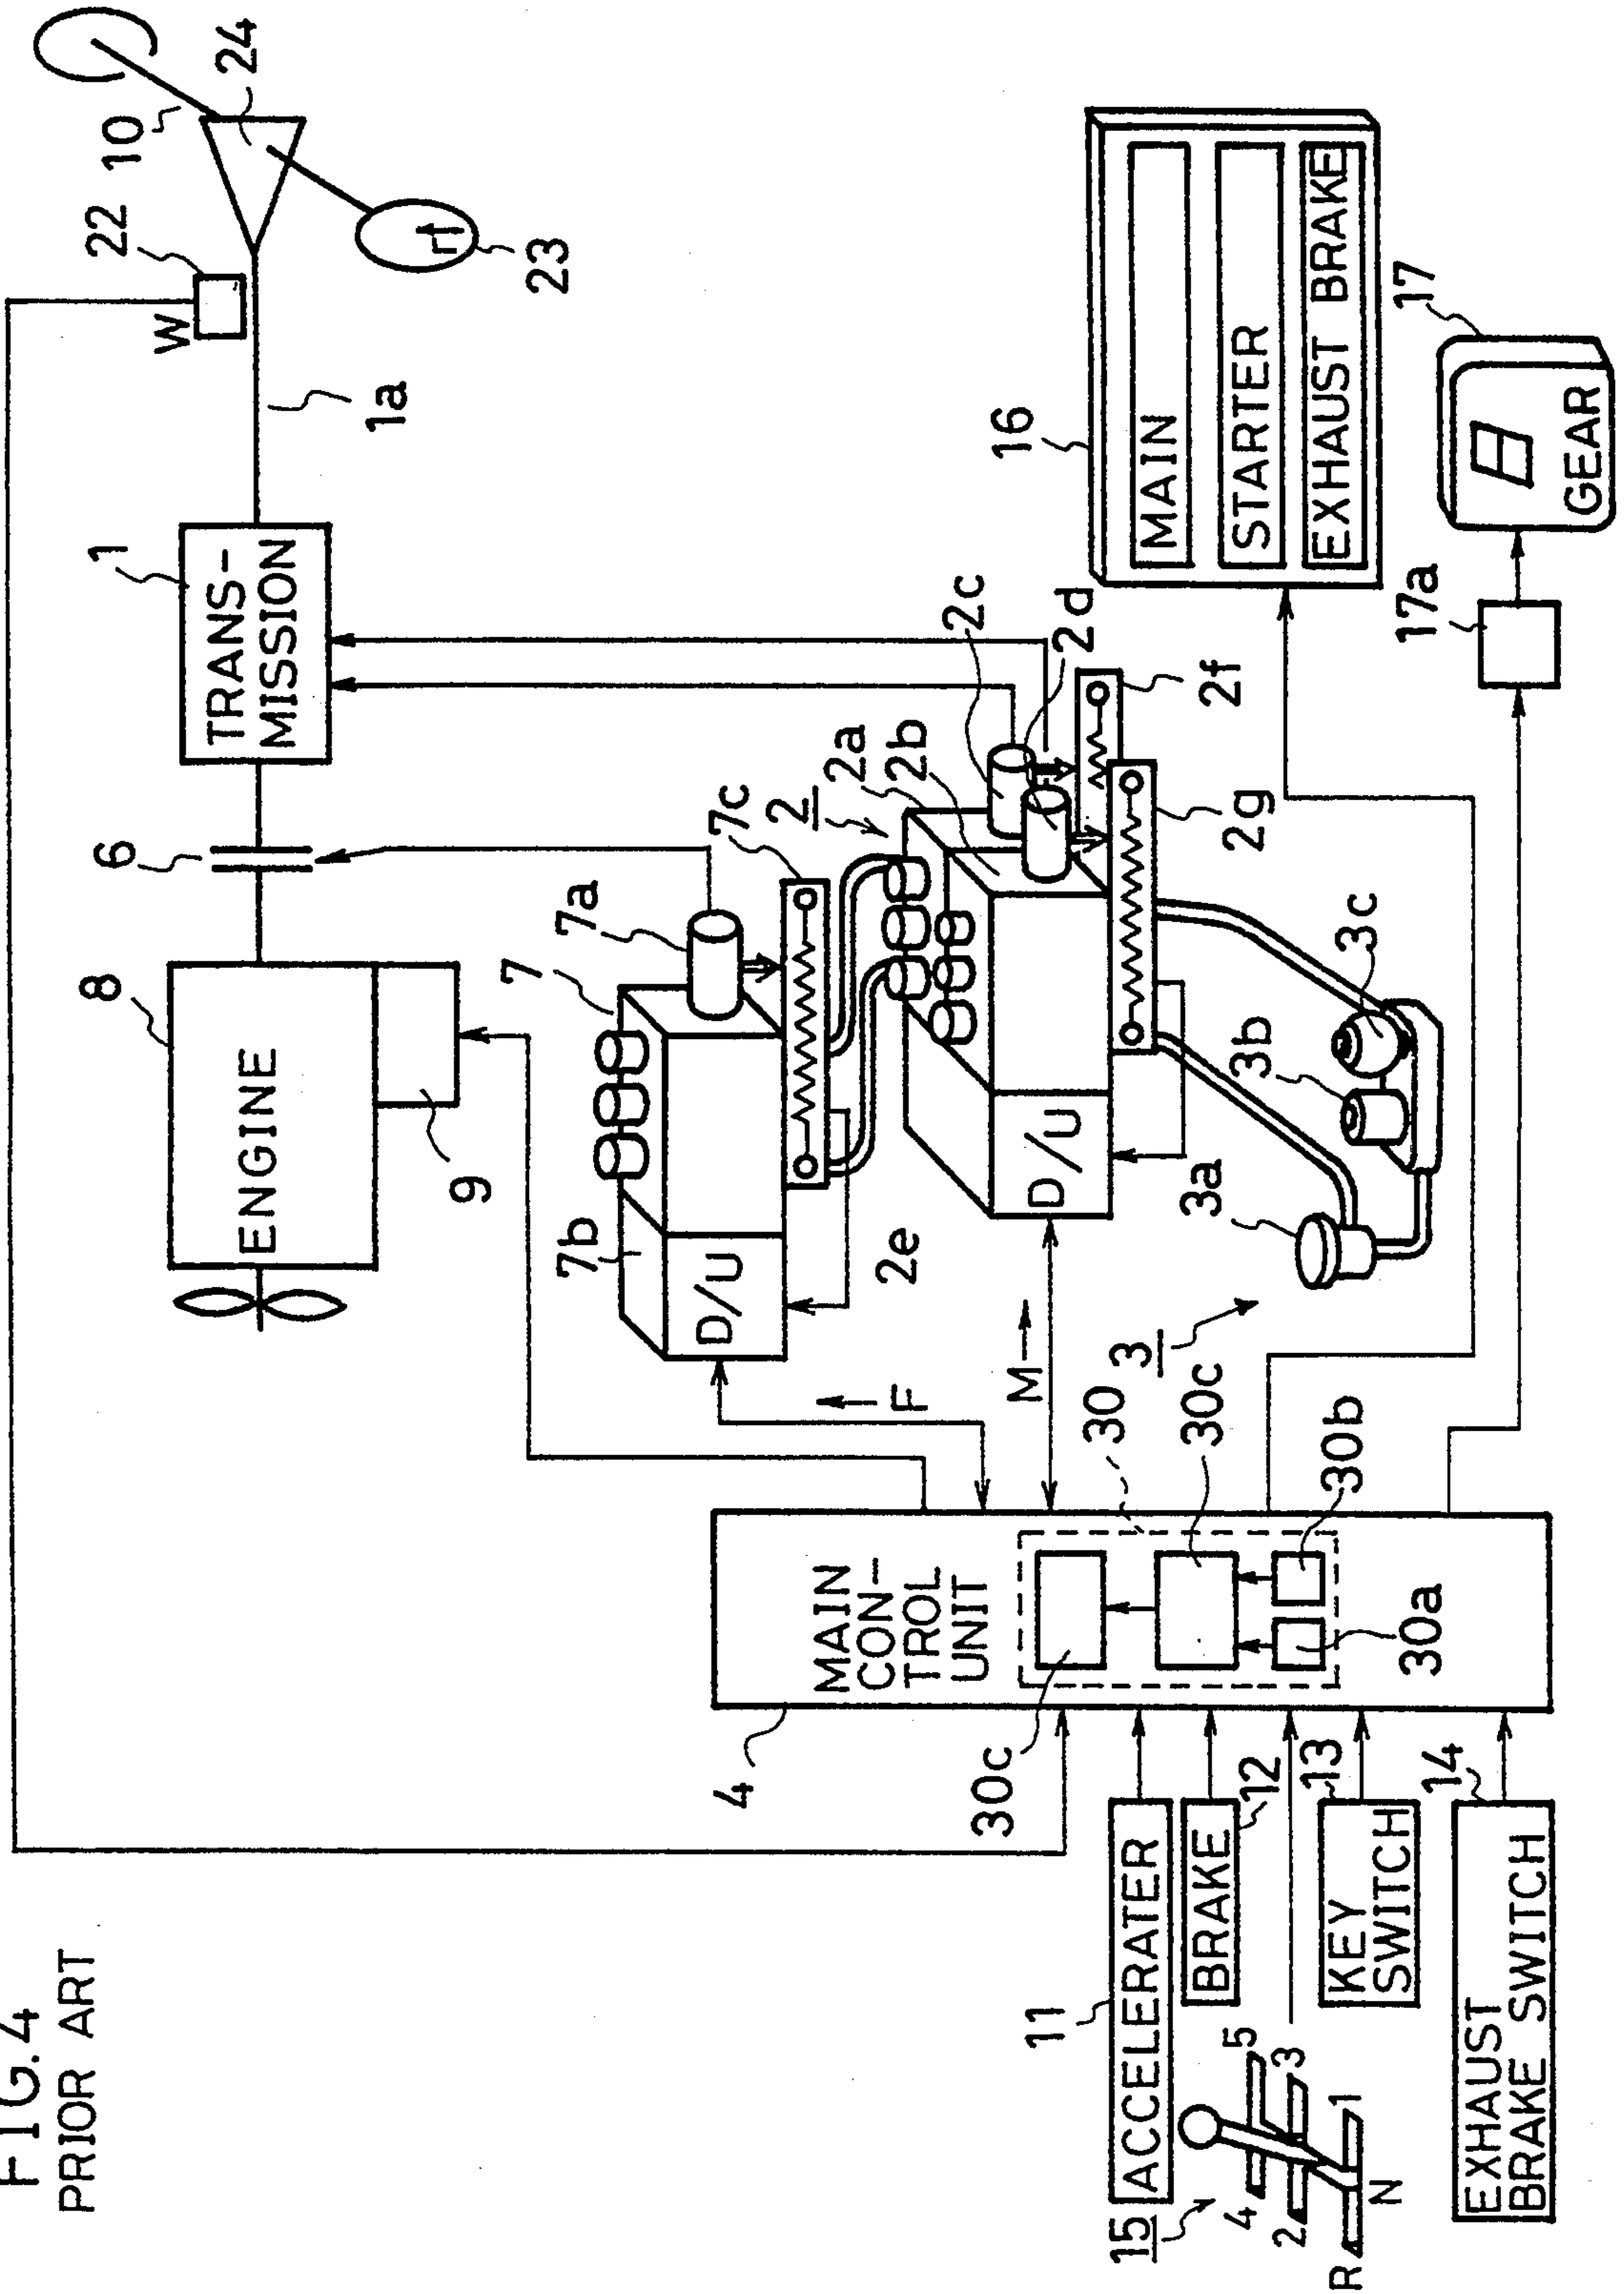 FIG.4
PRIOR ART
8
ENGINE
9
6
1
TRANS-
MISSION
1a
W
22
10
24
r1
23
7
7a
7b
7c
D/U
2e
2
2a
2b
2c
2d
2f
2g
D/U
F
M
3
3a
3b
3c
4
MAIN
CON-
TROL
UNIT
30
30c
30c
30b
30a
11
ACCELERATER
BRAKE
12
KEY
SWITCH
13
EXHAUST
BRAKE SWITCH
14
15
4
5
2
3
R
N
1
16
MAIN
STARTER
EXHAUST BRAKE
17
17a
GEAR